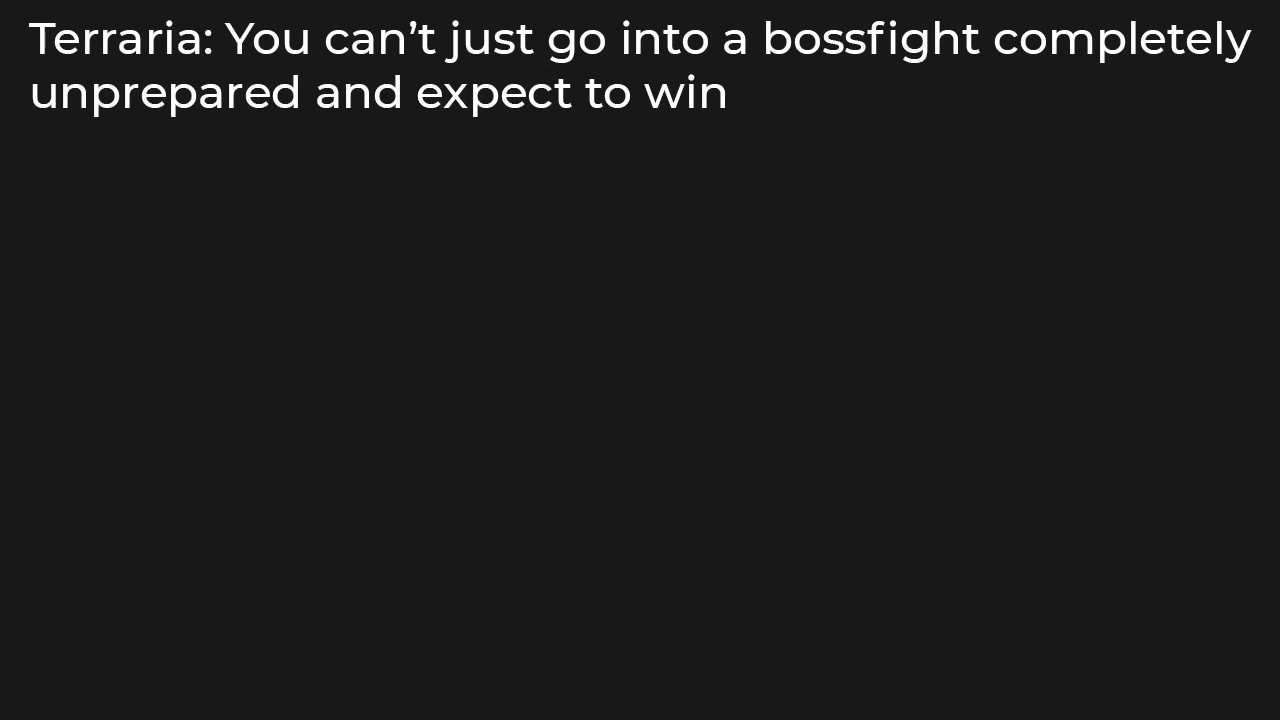 Terraria: You can’t just go into a bossfight completely
unprepared and expect to win